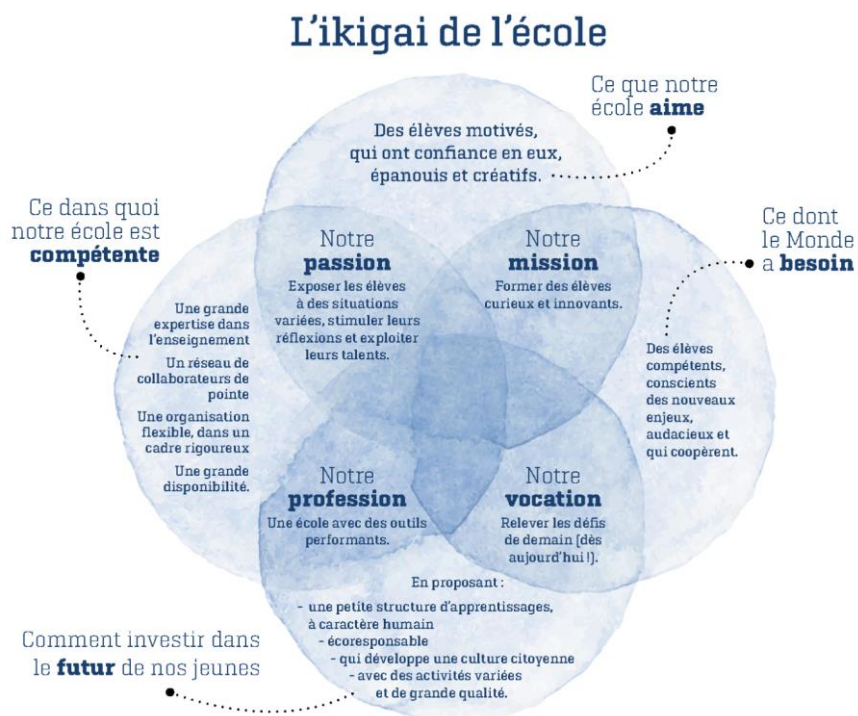 L'ikigai de l'école
Ce que notre
école aime
Des élèves motivés,
qui ont confiance en eux,
épanouis et créatifs.
Ce dans quoi
notre école est
compétente
Ce dont
le Monde
a besoin
Notre
passion
Exposer les élèves
à des situations
variées, stimuler leurs
réflexions et exploiter
leurs talents.
Notre
mission
Former des élèves
curieux et innovants.
Une grande
expertise dans
l'enseignement
Un réseau de
collaborateurs de
pointe
Une organisation
flexible, dans un
cadre rigoureux
Une grande
disponibilité.
Des élèves
compétents,
conscients
des nouveaux
enjeux,
audacieux et
qui coopèrent.
Notre
profession
Une école avec des outils
performants.
Notre
vocation
Relever les défis
de demain (dès
aujourd'hui !).
En proposant :
- une petite structure d'apprentissages,
à caractère humain
- écoresponsable
- qui développe une culture citoyenne
- avec des activités variées
et de grande qualité.
Comment investir dans
le futur de nos jeunes